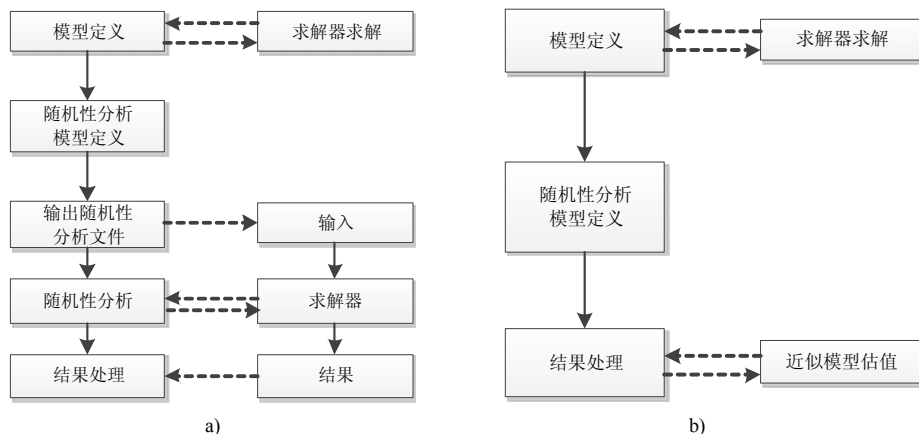 模型定义
求解器求解
随机性分析
模型定义
输出随机性
分析文件
输入
随机性分析
求解器
结果处理
结果
a)
模型定义
求解器求解
随机性分析
模型定义
结果处理
近似模型估值
b)